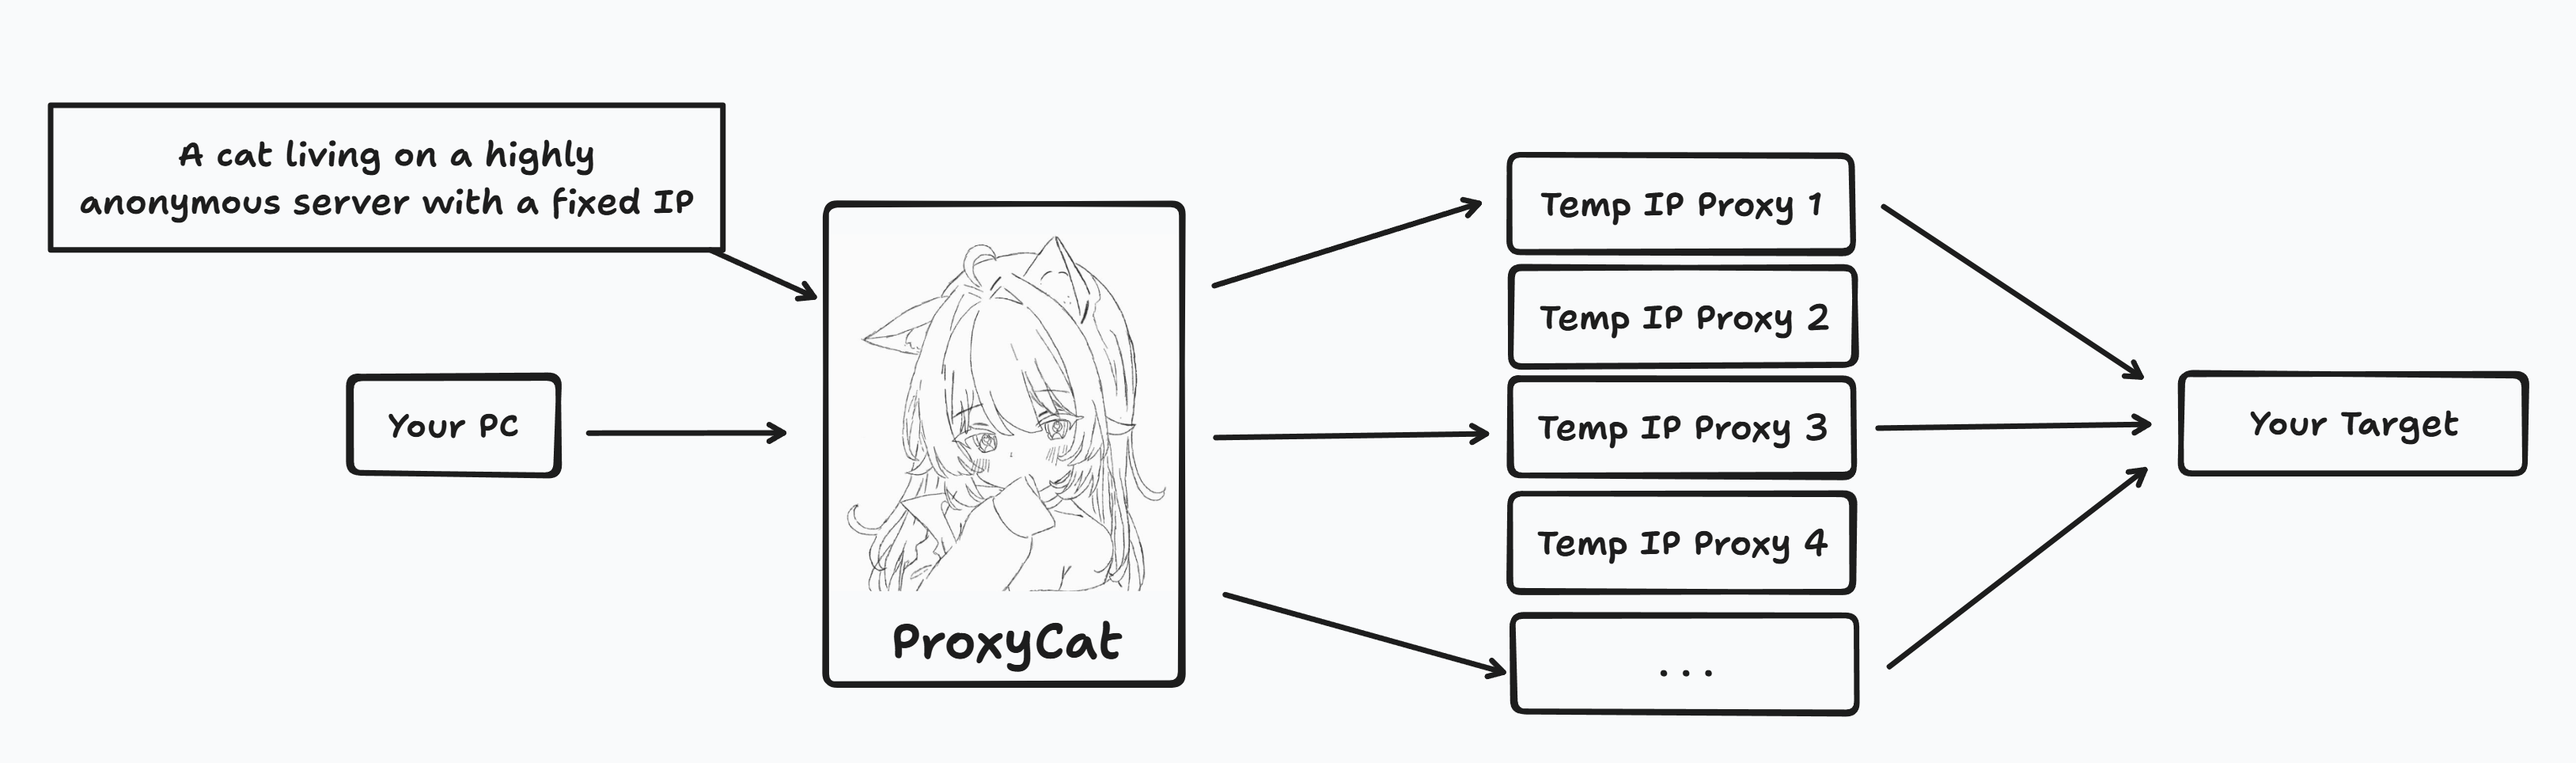 A cat living on a highly
anonymous server with a fixed IP
Your PC
ProxyCat
Temp IP Proxy 1
Temp IP Proxy 2
Temp IP Proxy 3
Temp IP Proxy 4
...
Your Target